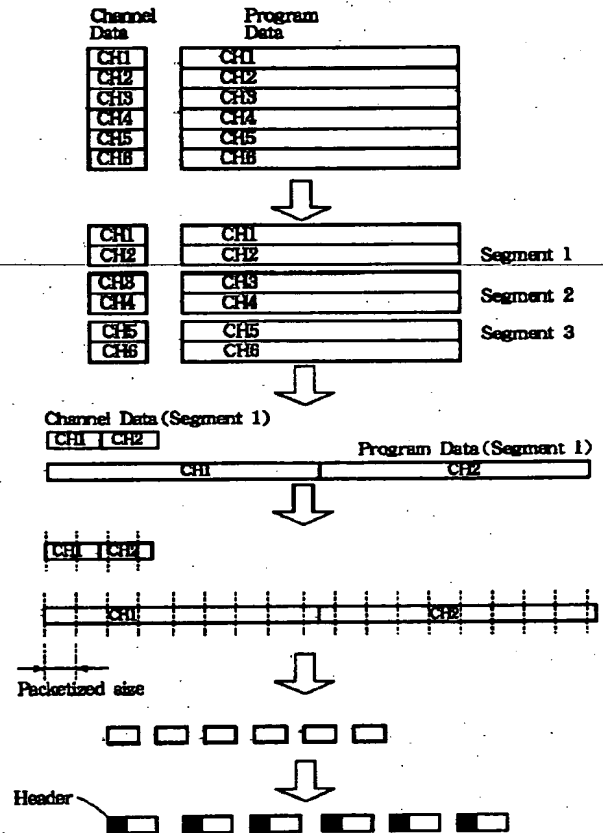 Channel Data
Program Data
CH1 CH1
CH2 CH2
CH3 CH3
CH4 CH4
CH5 CH5
CH6 CH6
CH1 CH1
CH2 CH2 Segment 1
CH3 CH3
CH4 CH4 Segment 2
CH5 CH5 Segment 3
CH6 CH6
Channel Data (Segment 1)
CH1 CH2
Program Data (Segment 1)
CH1 CH2
CH1 CH2
CH1 CH2
Packetized size
Header